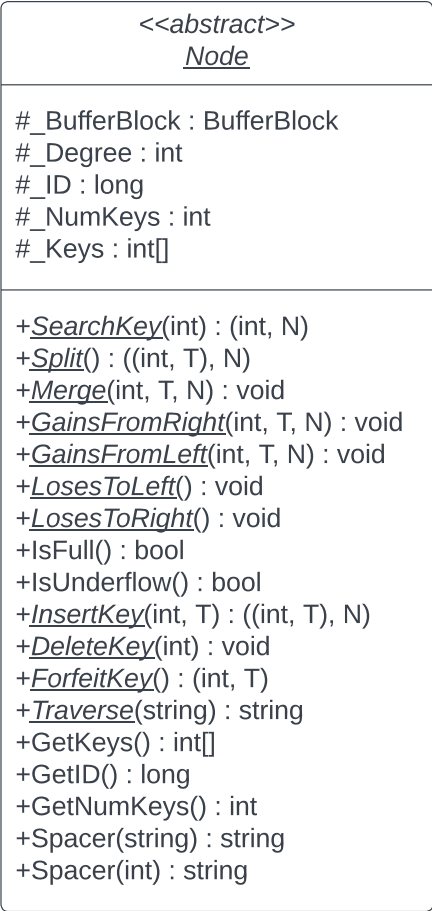 <<abstract>>
Node
#_BufferBlock : BufferBlock
#_Degree : int
#_ID : long
#_NumKeys : int
#_Keys : int[]
+SearchKey(int) : (int, N)
+Split() : ((int, T), N)
+Merge(int, T, N) : void
+GainsFromRight(int, T, N) : void
+GainsFromLeft(int, T, N) : void
+LosesToLeft() : void
+LosesToRight() : void
+IsFull() : bool
+IsUnderflow() : bool
+InsertKey(int, T) : ((int, T), N)
+DeleteKey(int) : void
+ForfeitKey() : (int, T)
+Traverse(string) : string
+GetKeys() : int[]
+GetID() : long
+GetNumKeys() : int
+Spacer(string) : string
+Spacer(int) : string